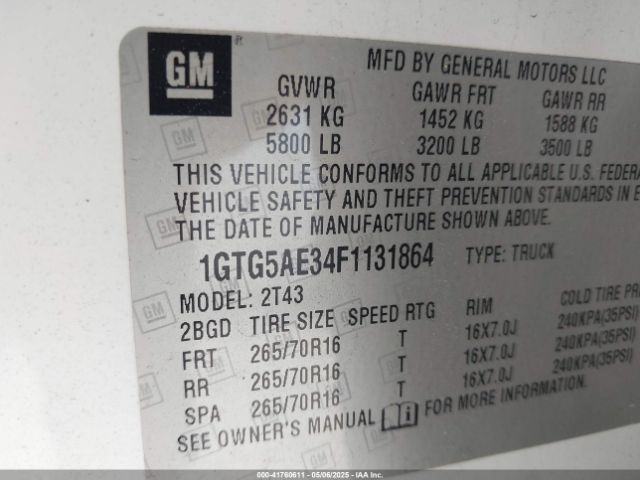 GM ®
MFD BY GENERAL MOTORS LLC
GVWR GAWR FRT GAWR RR
2631 KG 1452 KG 1588 KG
5800 LB 3200 LB 3500 LB
THIS VEHICLE CONFORMS TO ALL APPLICABLE U.S.
VEHICLE SAFETY AND THEFT PREVENTION STANDARDS IN
THE DATE OF MANUFACTURE SHOWN ABOVE.
1GTG5AE34F1131864 TYPE: TRUCK
MODEL: 2T43
2BGD TIRE SIZE SPEED RTG RIM COLD TIRE
FRT 265/70R16 T 16X7.0J 240KPA(35PSI)
RR 265/70R16 T 16X7.0J 240KPA(35PSI)
SPA 265/70R16 T 16X7.0J 240KPA(35PSI)
SEE OWNER'S MANUAL i FOR MORE INFORMATION.
000-41760611 - 05/06/2025 - IAAI.COM